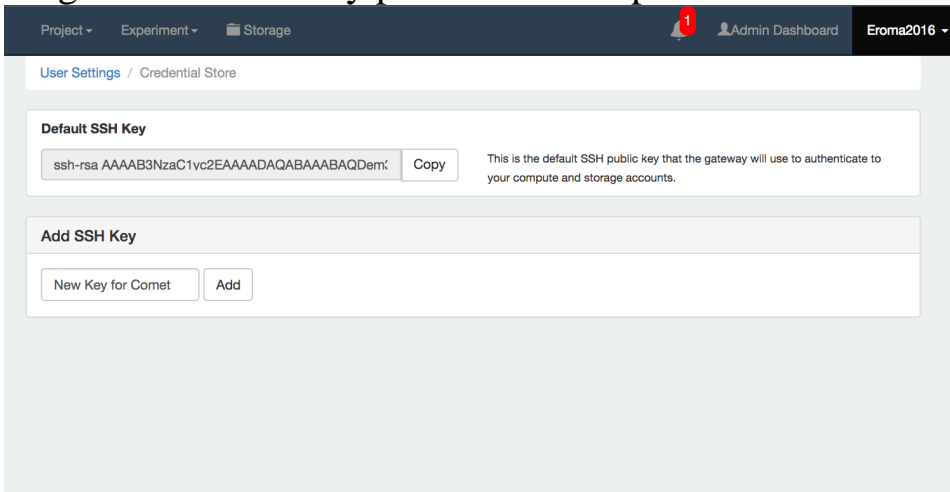 Project Experiment Storage 1 Admin Dashboard Eroma2016
User Settings / Credential Store
Default SSH Key
ssh-rsa AAAAB3NzaC1yc2EAAAADAQABAAABAQDem Copy
This is the default SSH public key that the gateway will use to authenticate to
your compute and storage accounts.
Add SSH Key
New Key for Comet Add